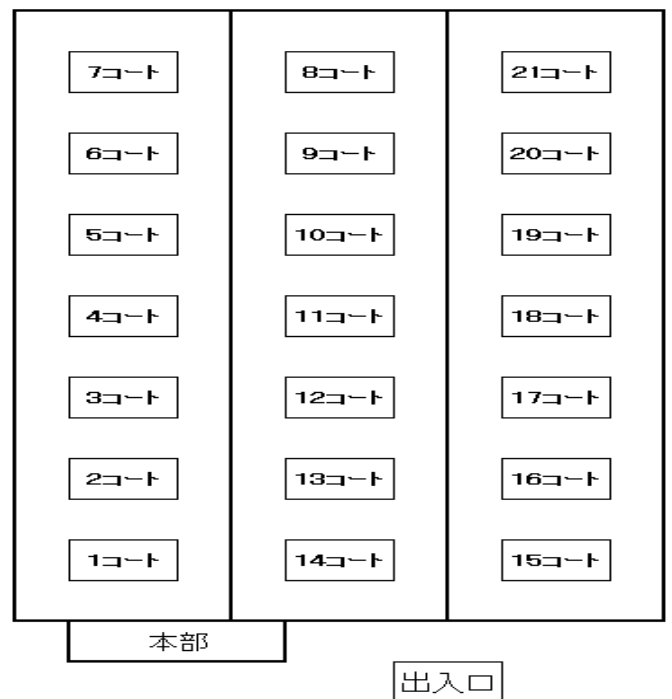 7コート 8コート 21コート
6コート 9コート 20コート
5コート 10コート 19コート
4コート 11コート 18コート
3コート 12コート 17コート
2コート 13コート 16コート
1コート 14コート 15コート
本部
出入口